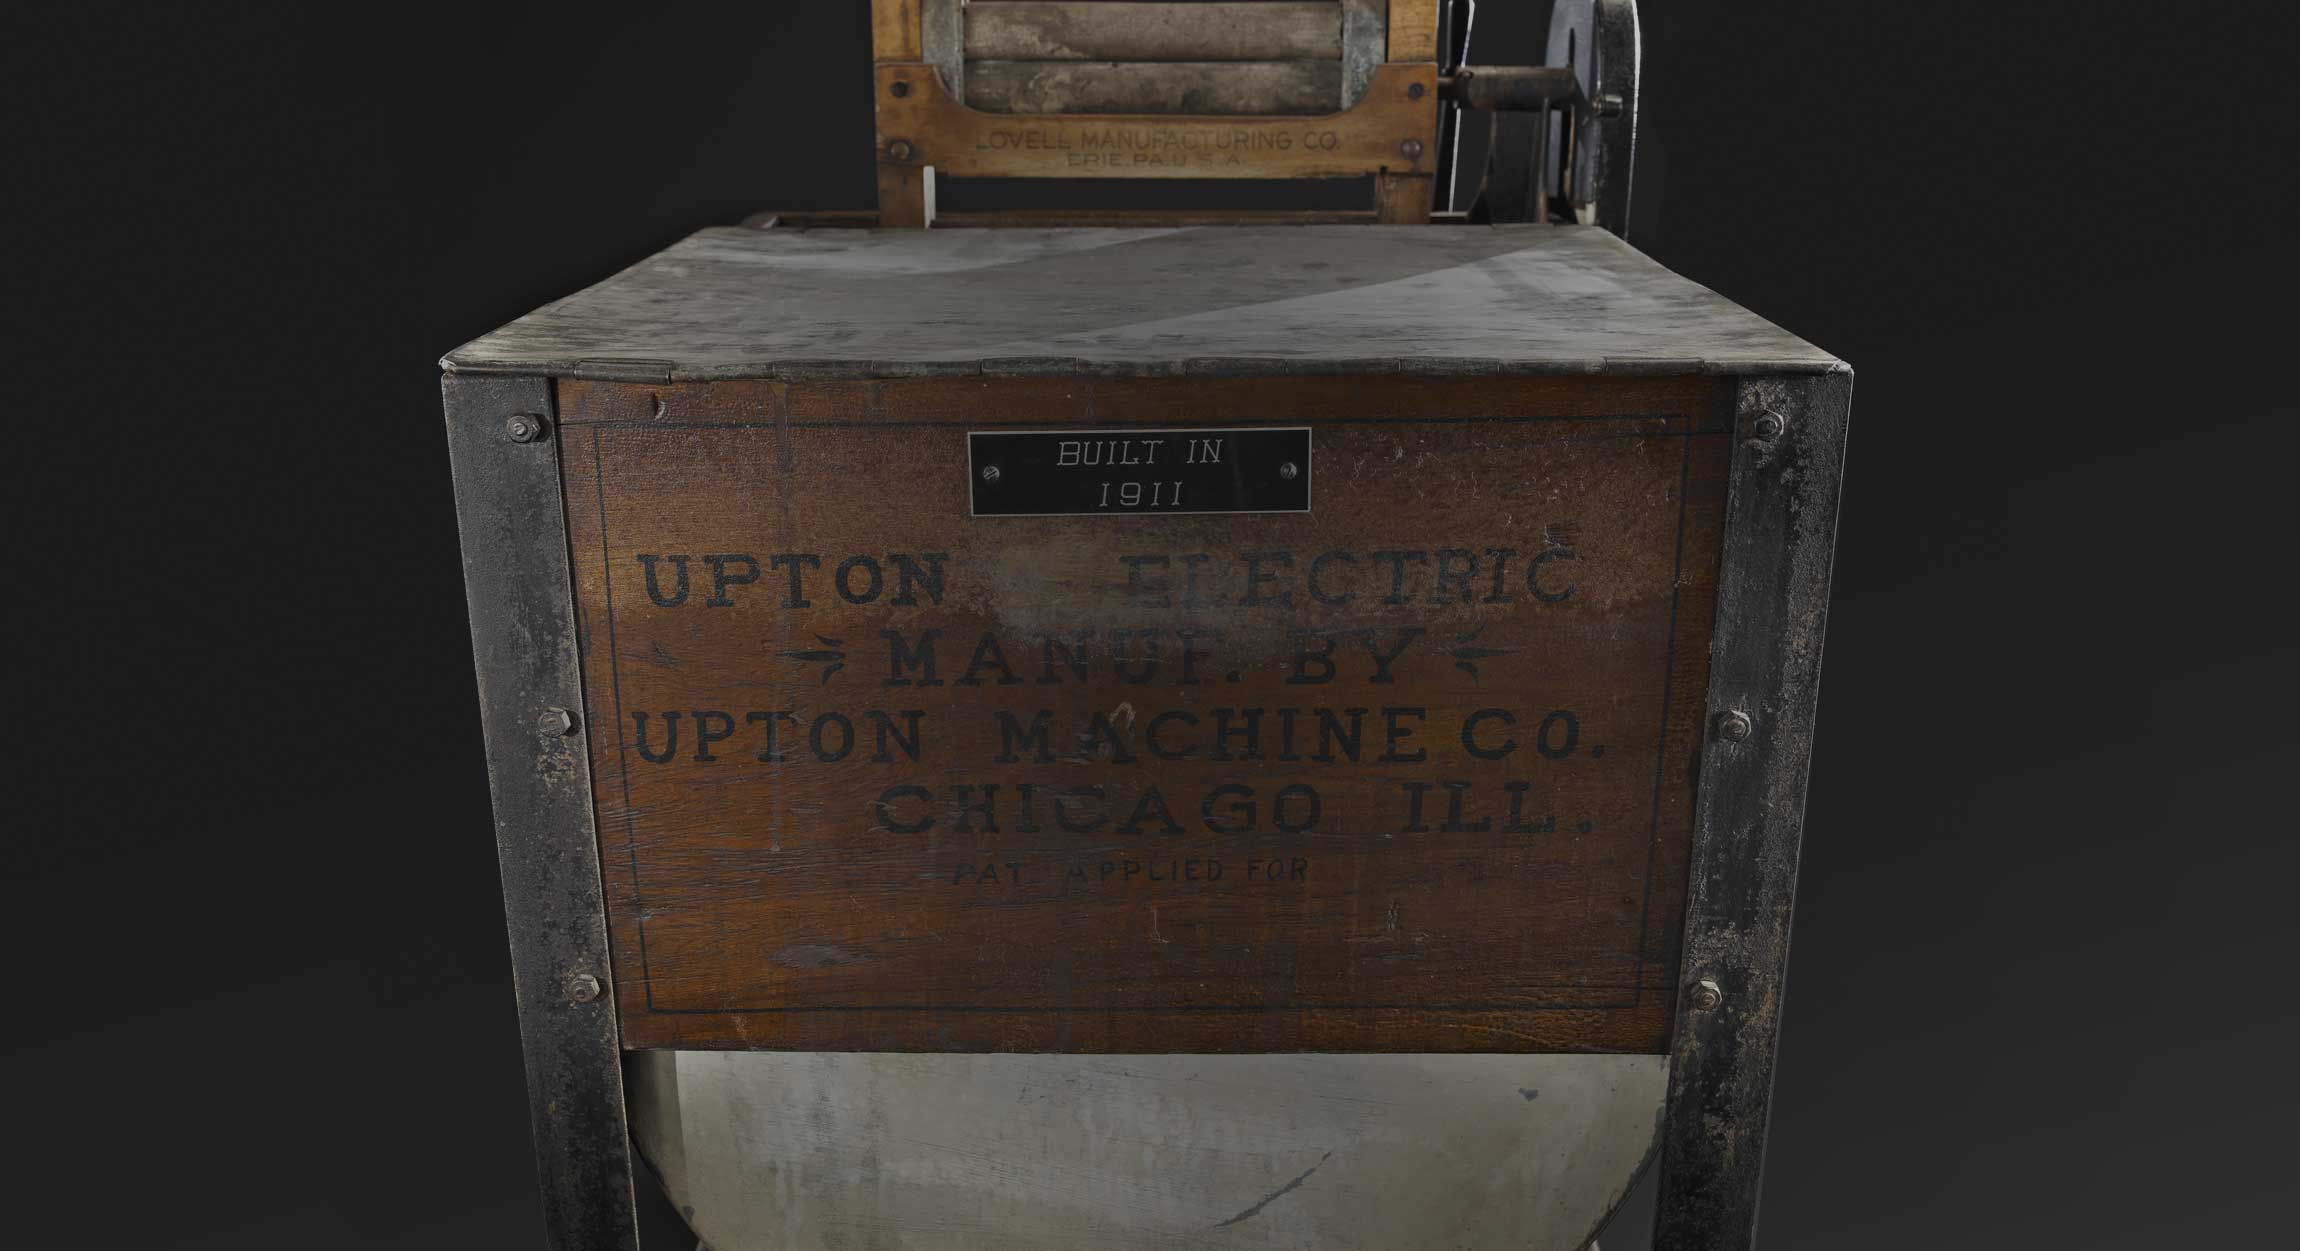 LOVELL MANUFACTURING CO.
ERIE.PA.U.S.A.
BUILT IN
1911
UPTON ELECTRIC
MANUF. BY
UPTON MACHINE CO.
CHICAGO ILL.
PAT. APPLIED FOR